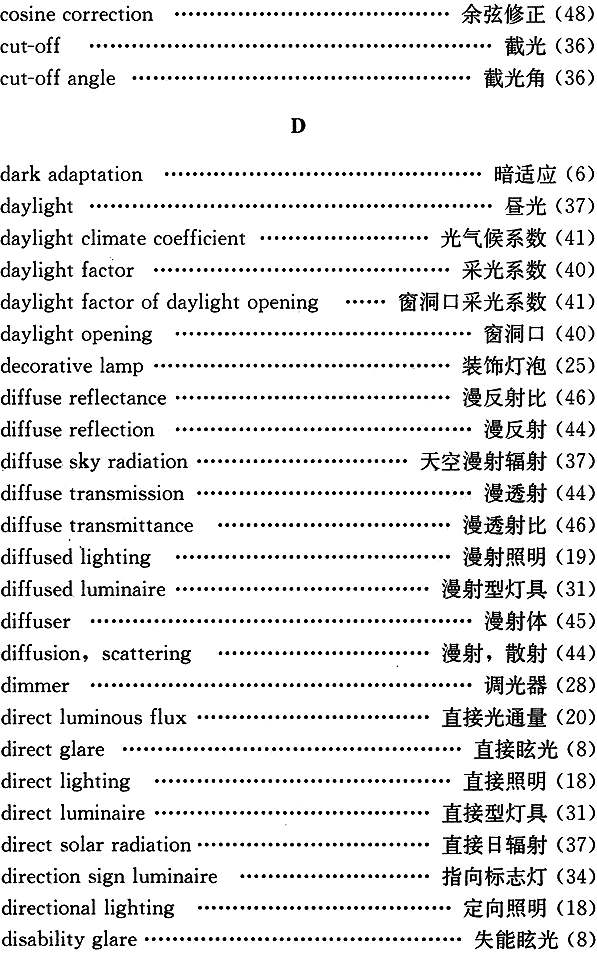 cosine correction ………………………………… 余弦修正（48）
cut-off ………………………………………………… 截光（36）
cut-off angle ………………………………………… 截光角（36）
D
dark adaptation ……………………………………… 暗适应（6）
daylight ………………………………………………… 昼光（37）
daylight climate coefficient ……………………… 光气候系数（41）
daylight factor …………………………………… 采光系数（40）
daylight factor of daylight opening …… 窗洞口采光系数（41）
daylight opening …………………………………… 窗洞口（40）
decorative lamp …………………………………… 装饰灯泡（25）
diffuse reflectance ………………………………… 漫反射比（46）
diffuse reflection …………………………………… 漫反射（44）
diffuse sky radiation ………………………… 天空漫射辐射（37）
diffuse transmission ………………………………… 漫透射（44）
diffuse transmittance ……………………………… 漫透射比（46）
diffused lighting ………………………………… 漫射照明（19）
diffused luminaire ……………………………… 漫射型灯具（31）
diffuser ……………………………………………… 漫射体（45）
diffusion，scattering ………………………… 漫射，散射（44）
dimmer ……………………………………………… 调光器（28）
direct luminous flux …………………………… 直接光通量（20）
direct glare ………………………………………… 直接眩光（8）
direct lighting …………………………………… 直接照明（18）
direct luminaire ………………………………… 直接型灯具（31）
direct solar radiation …………………………… 直接日辐射（37）
direction sign luminaire ………………………… 指向标志灯（34）
directional lighting ……………………………… 定向照明（18）
disability glare ……………………………………… 失能眩光（8）